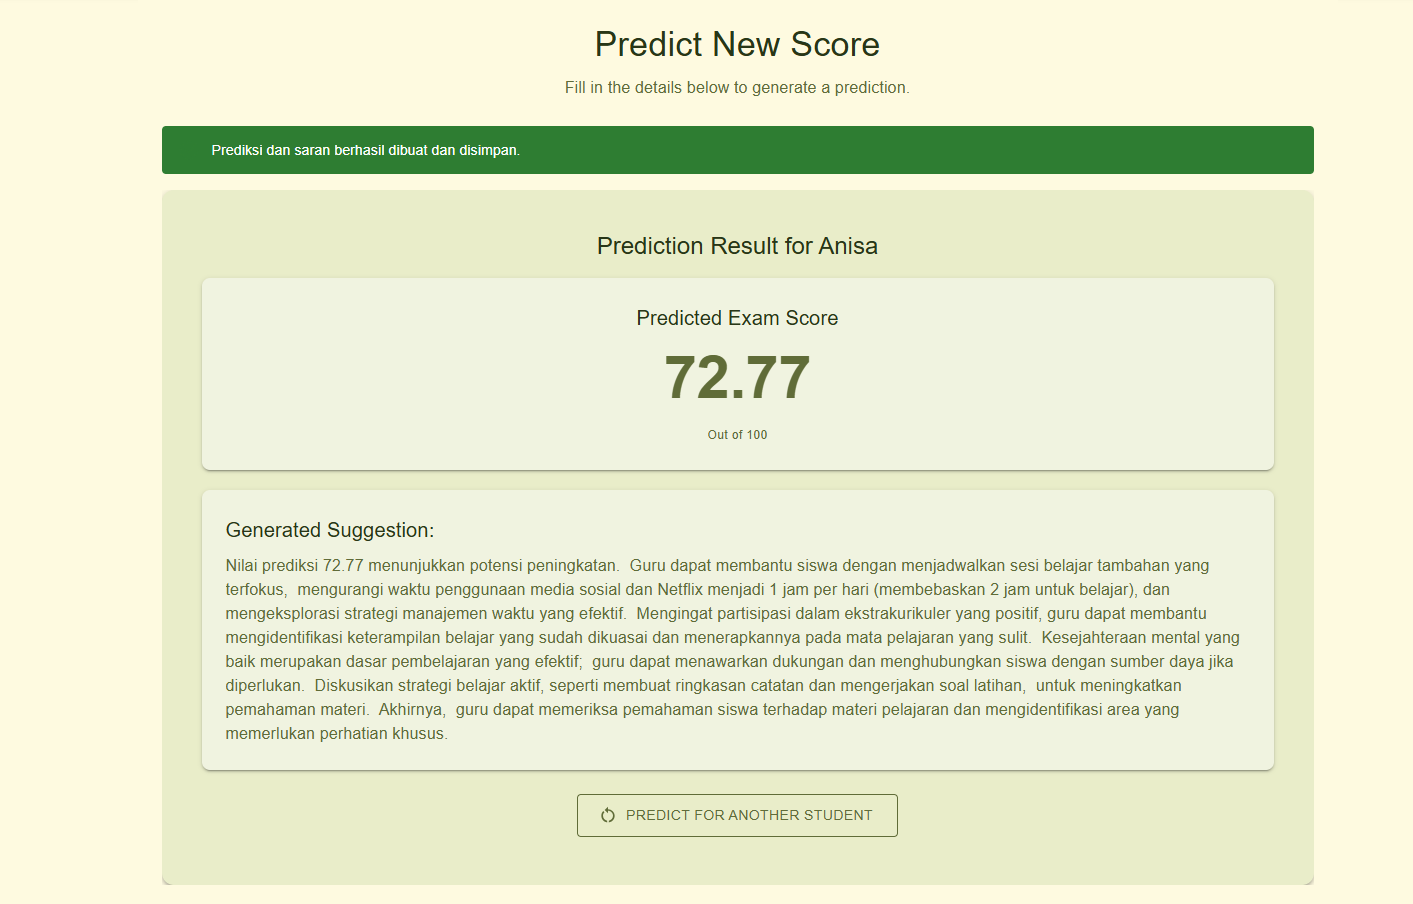 Predict New Score
Fill in the details below to generate a prediction.
Prediksi dan saran berhasil dibuat dan disimpan.
Prediction Result for Anisa
Predicted Exam Score
72.77
Out of 100
Generated Suggestion:
Nilai prediksi 72.77 menunjukkan potensi peningkatan.  Guru dapat membantu siswa dengan menjadwalkan sesi belajar tambahan yang
terfokus,  mengurangi waktu penggunaan media sosial dan Netflix menjadi 1 jam per hari (membebaskan 2 jam untuk belajar), dan
mengeksplorasi strategi manajemen waktu yang efektif.  Mengingat partisipasi dalam ekstrakurikuler yang positif, guru dapat membantu
mengidentifikasi keterampilan belajar yang sudah dikuasai dan menerapkannya pada mata pelajaran yang sulit.  Kesejahteraan mental yang
baik merupakan dasar pembelajaran yang efektif;  guru dapat menawarkan dukungan dan menghubungkan siswa dengan sumber daya jika
diperlukan.  Diskusikan strategi belajar aktif, seperti membuat ringkasan catatan dan mengerjakan soal latihan,  untuk meningkatkan
pemahaman materi.  Akhirnya,  guru dapat memeriksa pemahaman siswa terhadap materi pelajaran dan mengidentifikasi area yang
memerlukan perhatian khusus.
PREDICT FOR ANOTHER STUDENT